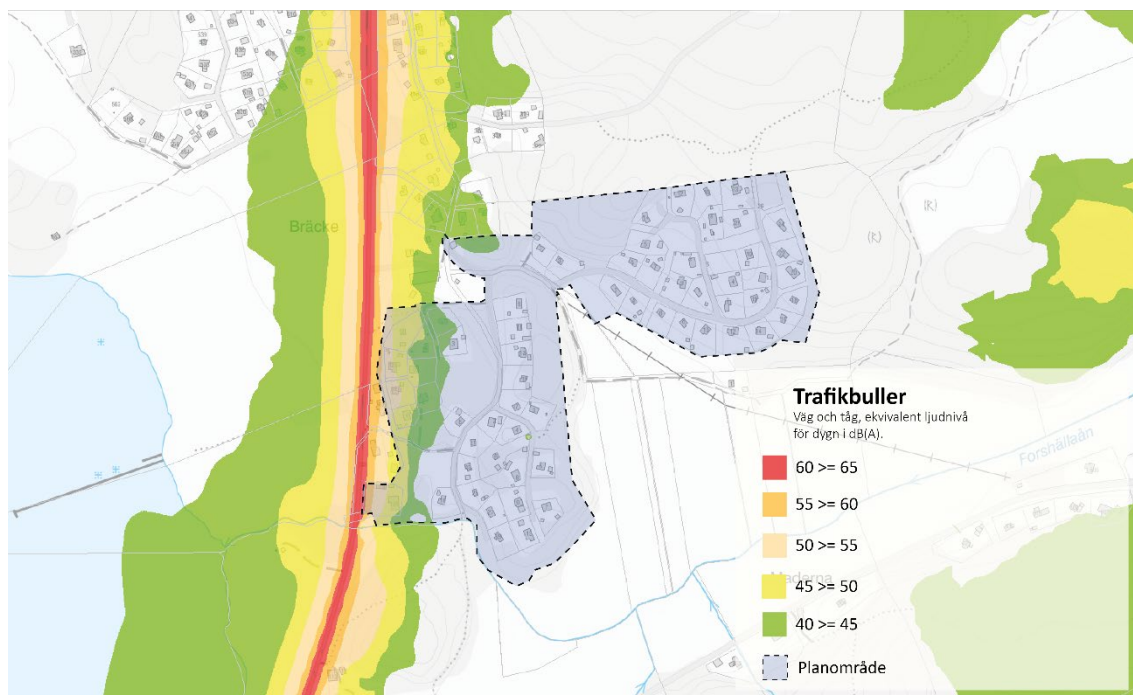 Bräcke
(R)
(R)
Trafikbuller
Väg och tåg, ekvivalent ljudnivå
för dygn i dB(A).
60 >= 65
55 >= 60
50 >= 55
45 >= 50
40 >= 45
Planområde
Forshällaån
Maderna